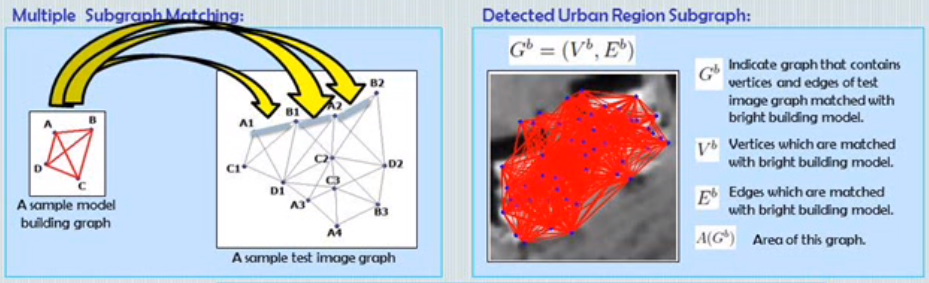 Multiple Subgraph Matching:
A
B
D
C
A sample model
building graph
B2
A2
B1
A1
C1
C2
D2
D1
C3
A3
B3
A4
A sample test image graph
Detected Urban Region Subgraph:
G^b = (V^b, E^b)
G^b Indicate graph that contains
vertices and edges of test
image graph matched with
bright building model.
V^b Vertices which are matched
with bright building model.
E^b Edges which are matched
with bright building model.
A(G^b) Area of this graph.